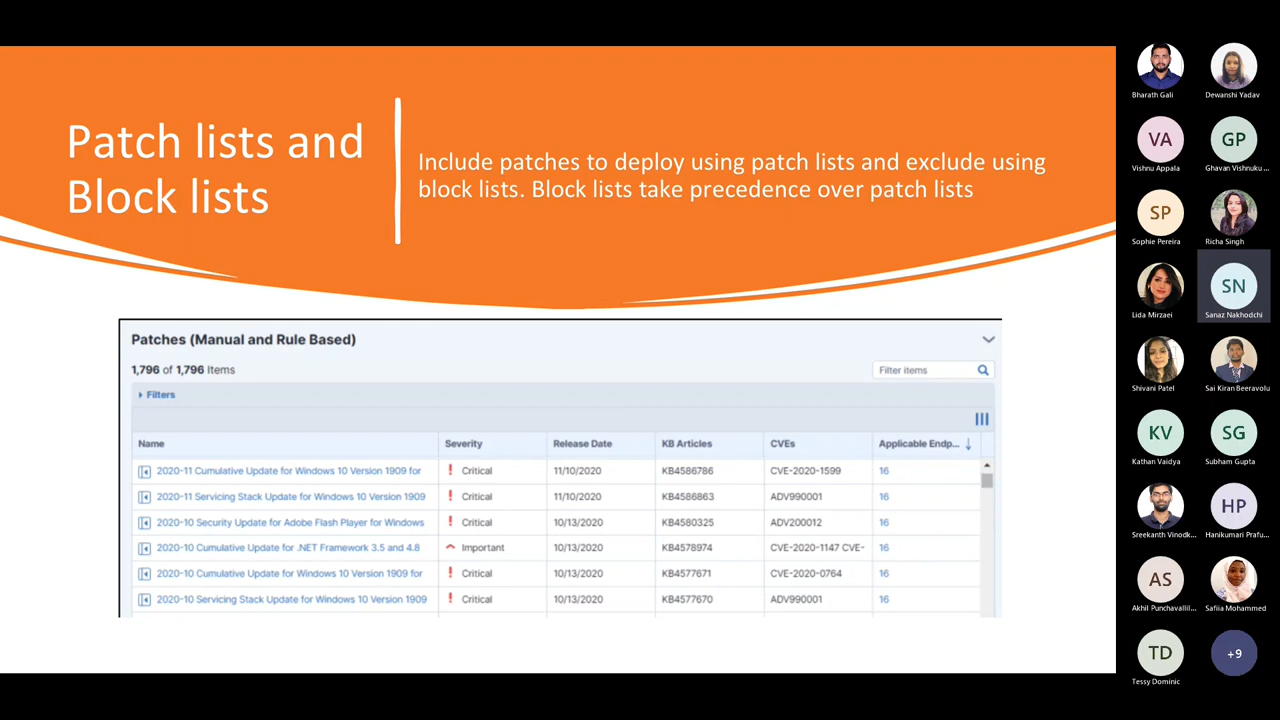 Patch lists and
Block lists
Include patches to deploy using patch lists and exclude using
block lists. Block lists take precedence over patch lists
Patches (Manual and Rule Based)
1,796 of 1,796 items
Filter items
Filters
Name Severity Release Date KB Articles CVEs Applicable Endp...
2020-11 Cumulative Update for Windows 10 Version 1909 for Critical 11/10/2020 KB4586786 CVE-2020-1599 16
2020-11 Servicing Stack Update for Windows 10 Version 1909 Critical 11/10/2020 KB4586863 ADV990001 16
2020-10 Security Update for Adobe Flash Player for Windows Critical 10/13/2020 KB4580325 ADV200012 16
2020-10 Cumulative Update for .NET Framework 3.5 and 4.8 Important 10/13/2020 KB4578974 CVE-2020-1147 CVE- 16
2020-10 Cumulative Update for Windows 10 Version 1909 for Critical 10/13/2020 KB4577671 CVE-2020-0764 16
2020-10 Servicing Stack Update for Windows 10 Version 1909 Critical 10/13/2020 KB4577670 ADV990001 16
Bharath Gali
Dewanshi Yadav
VA
Vishnu Appala
GP
Ghavan Vishnuku...
SP
Sophie Pereira
Richa Singh
Lida Mirzaei
SN
Sanaz Nakhodchi
Shivani Patel
Sai Kiran Beeravolu
KV
Kathan Vaidya
SG
Subham Gupta
Sreekanth Vinodk...
HP
Hanikumari Prafu...
AS
Akhil Punchavallil...
Safiia Mohammed
TD
Tessy Dominic
+9